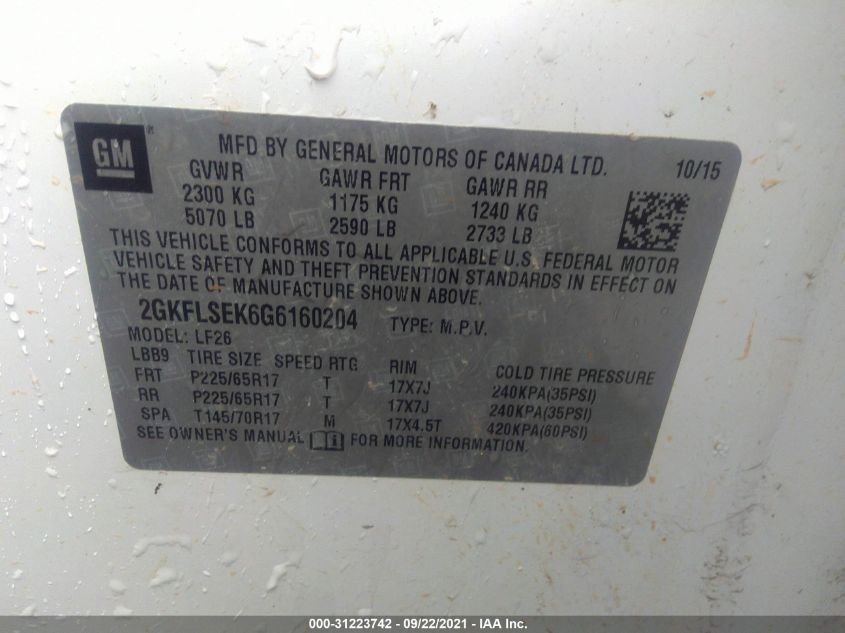 GM ®
MFD BY GENERAL MOTORS OF CANADA LTD. 10/15
GVWR GAWR FRT GAWR RR
2300 KG 1175 KG 1240 KG
5070 LB 2590 LB 2733 LB
THIS VEHICLE CONFORMS TO ALL APPLICABLE U.S. FEDERAL MOTOR
VEHICLE SAFETY AND THEFT PREVENTION STANDARDS IN EFFECT ON
THE DATE OF MANUFACTURE SHOWN ABOVE.
2GKFLSEK6G6160204 TYPE: M.P.V.
MODEL: LF26
LBB9 TIRE SIZE SPEED RTG RIM COLD TIRE PRESSURE
FRT P225/65R17 T 17X7J 240KPA(35PSI)
RR P225/65R17 T 17X7J 240KPA(35PSI)
SPA T145/70R17 M 17X4.5T 420KPA(60PSI)
SEE OWNER'S MANUAL FOR MORE INFORMATION.
000-31223742 - 09/22/2021 - IAA Inc.